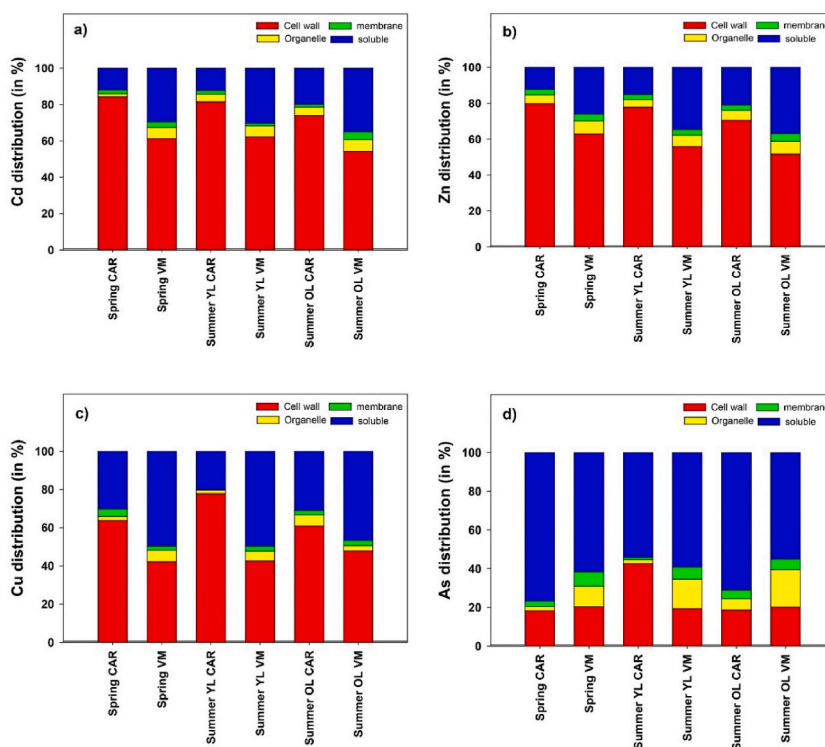 a)
Cell wall membrane
Organelle soluble
Cd distribution (in %)
100
80
60
40
20
0
Spring CAR
Spring VM
Summer YL CAR
Summer YL VM
Summer OL CAR
Summer OL VM
b)
Cell wall membrane
Organelle soluble
Zn distribution (in %)
100
80
60
40
20
0
Spring CAR
Spring VM
Summer YL CAR
Summer YL VM
Summer OL CAR
Summer OL VM
c)
Cell wall membrane
Organelle soluble
Cu distribution (in %)
100
80
60
40
20
0
Spring CAR
Spring VM
Summer YL CAR
Summer YL VM
Summer OL CAR
Summer OL VM
d)
Cell wall membrane
Organelle soluble
As distribution (in %)
100
80
60
40
20
0
Spring CAR
Spring VM
Summer YL CAR
Summer YL VM
Summer OL CAR
Summer OL VM